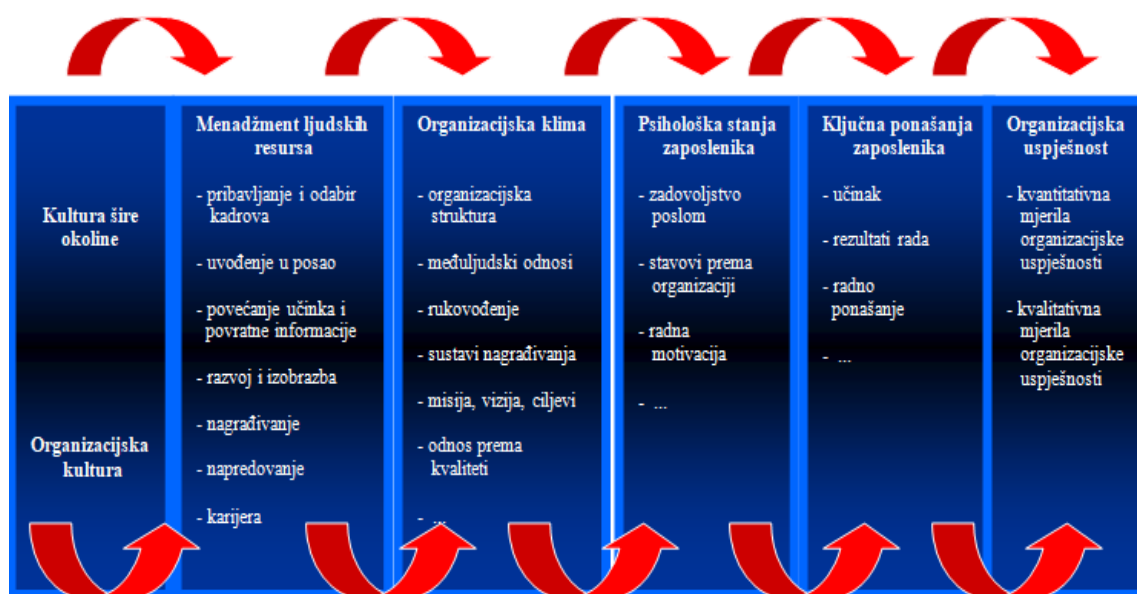 Kultura šire
okoline
Organizacijska
kultura
Menadžment ljudskih
resursa
- pribavljanje i odabir
kadrova
- uvođenje u posao
- povećanje učinka i
povratne informacije
- razvoj i izobrazba
- nagrađivanje
- napredovanje
- karijera
Organizacijska klima
- organizacijska
struktura
- međuljudski odnosi
- rukovođenje
- sustavi nagrađivanja
- misija, vizija, ciljevi
- odnos prema
kvaliteti
- ...
Psihološka stanja
zaposlenika
- zadovoljstvo
poslom
- stavovi prema
organizaciji
- radna
motivacija
- ...
Ključna ponašanja
zaposlenika
- učinak
- rezultati rada
- radno
ponašanje
- ...
Organizacijska
uspješnost
- kvantitativna
mjerila
organizacijske
uspješnosti
- kvalitativna
mjerila
organizacijske
uspješnosti